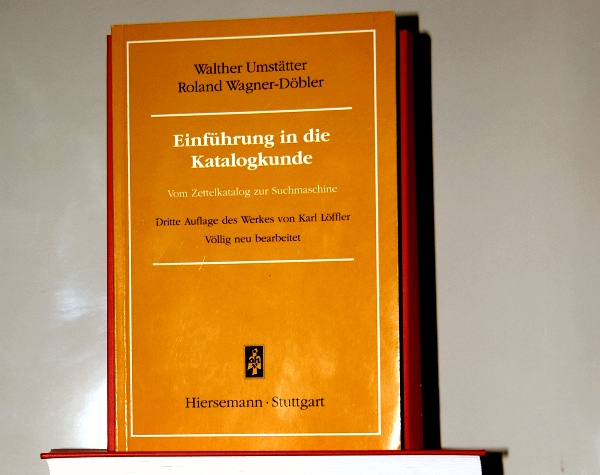 Walther Umstätter
Roland Wagner-Döbler
Einführung in die
Katalogkunde
Vom Zettelkatalog zur Suchmaschine
Dritte Auflage des Werkes von Karl Löffler
Völlig neu bearbeitet
Hiersemann · Stuttgart